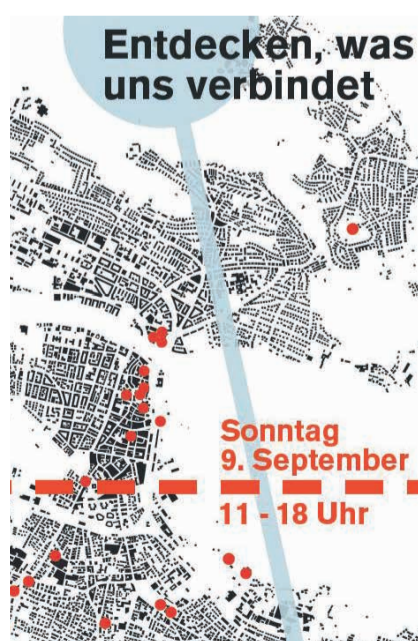 Entdecken, was
uns verbindet
Sonntag
9. September
11 - 18 Uhr